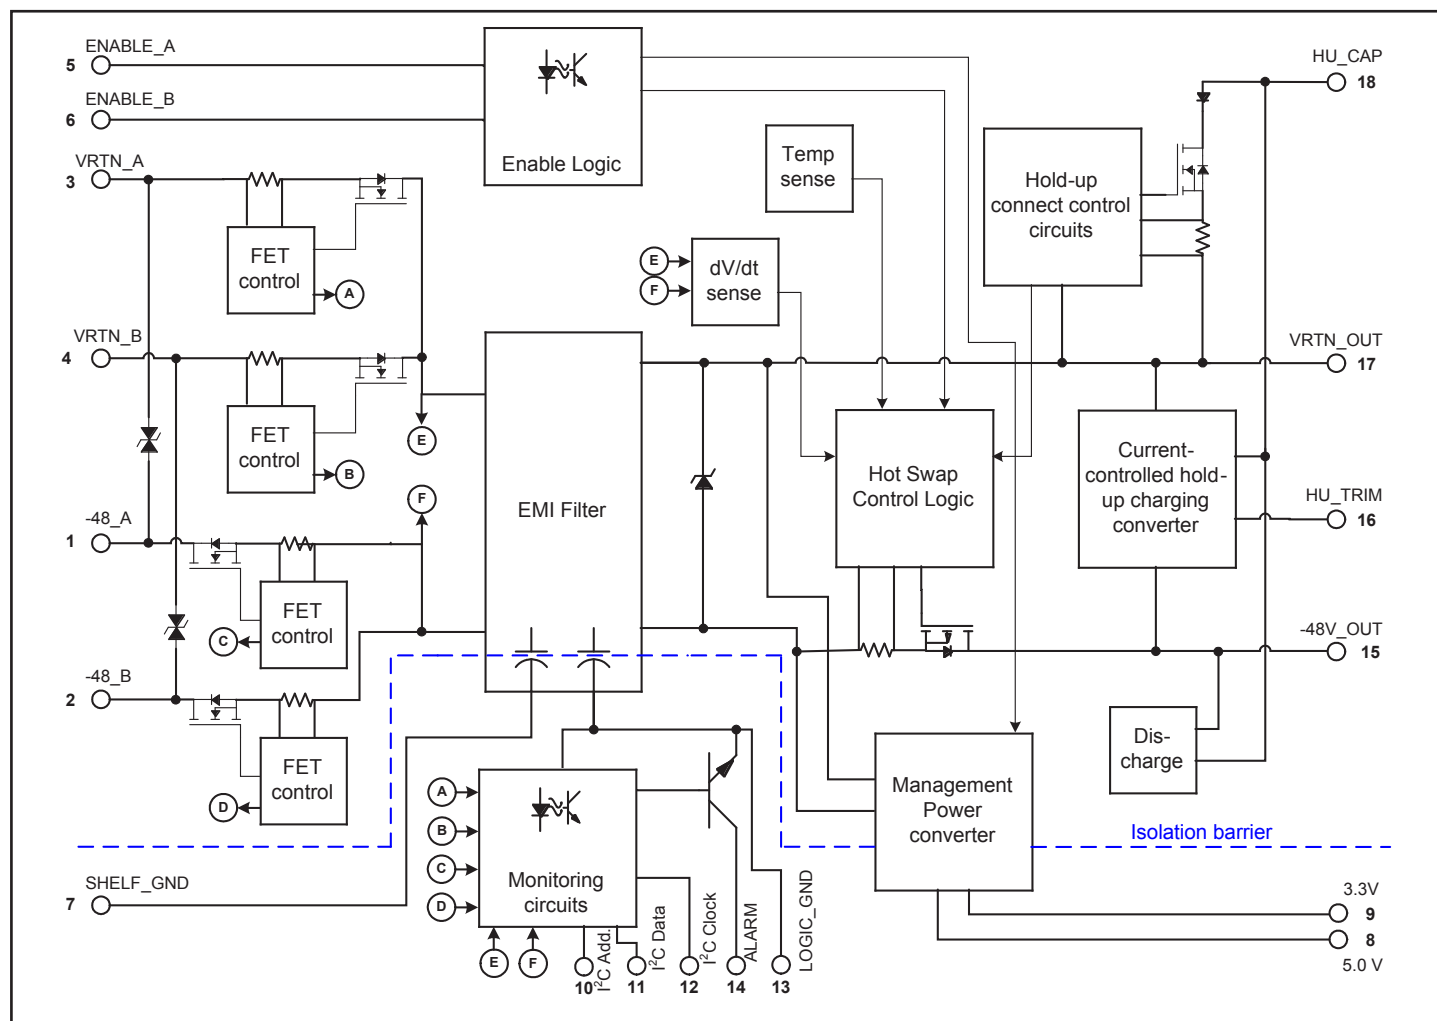 ENABLE_A
5
ENABLE_B
6
Enable Logic
VRTN_A
3
FET
control
A
VRTN_B
4
FET
control
B
E
F
-48_A
1
FET
control
C
-48_B
2
FET
control
D
EMI Filter
Temp
sense
E
F
dV/dt
sense
Hold-up
connect control
circuits
HU_CAP
18
VRTN_OUT
17
Hot Swap
Control Logic
Current-
controlled hold-
up charging
converter
HU_TRIM
16
-48V_OUT
15
Dis-
charge
Management
Power
converter
Isolation barrier
SHELF_GND
7
A
B
C
D
E
F
Monitoring
circuits
10
I²C Add.
11
I²C Data
12
I²C Clock
14
ALARM
13
LOGIC_GND
3.3V
9
8
5.0 V